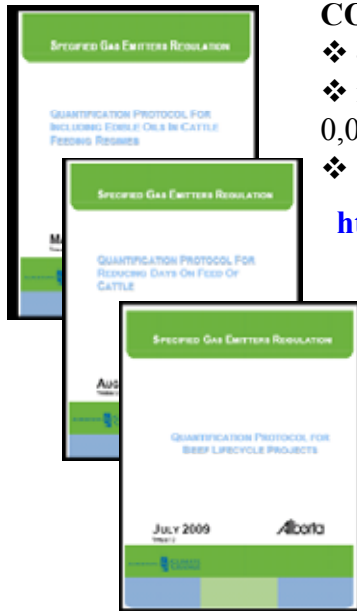 CO
❖
❖
0,0
❖
ht
SPECIFIED GAS EMITTERS REGULATION
QUANTIFICATION PROTOCOL FOR
INCLUDING EDIBLE OILS IN CATTLE
FEEDING REGIMES
SPECIFIED GAS EMITTERS REGULATION
QUANTIFICATION PROTOCOL FOR
REDUCING DAYS ON FEED OF
CATTLE
AUG
SPECIFIED GAS EMITTERS REGULATION
QUANTIFICATION PROTOCOL FOR
BEEF LIFECYCLE PROJECTS
JULY 2009
Alberta